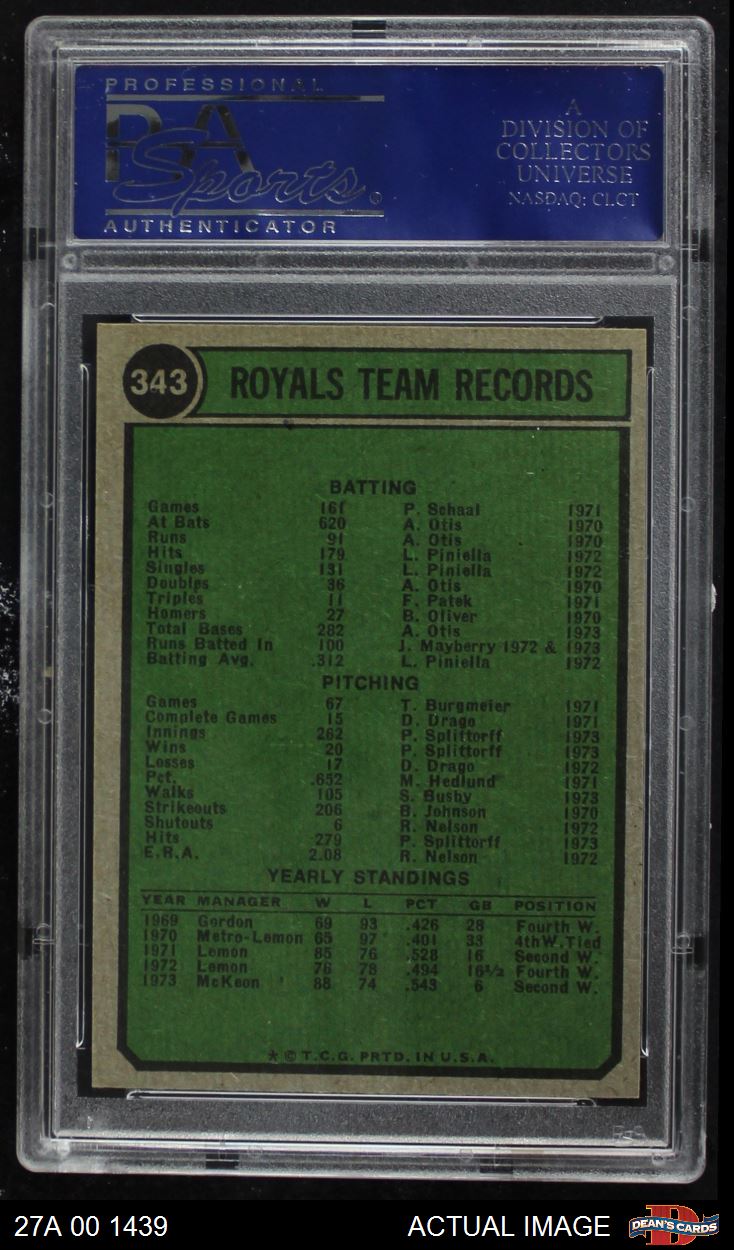 PROFESSIONAL
PSA
Sports
AUTHENTICATOR
A
DIVISION OF
COLLECTORS
UNIVERSE
NASDAQ: CLCT
343 ROYALS TEAM RECORDS
BATTING
Games 161 P. Schaal 1971
At Bats 620 A. Otis 1970
Runs 91 A. Otis 1970
Hits 179 L. Piniella 1972
Singles 131 L. Piniella 1972
Doubles 36 A. Otis 1970
Triples 11 F. Patek 1971
Homers 27 B. Oliver 1970
Total Bases 282 A. Otis 1973
Runs Batted In 100 J. Mayberry 1972 & 1973
Batting Avg. .312 L. Piniella 1972
PITCHING
Games 67 T. Burgmeier 1971
Complete Games 15 D. Drago 1971
Innings 262 P. Splittorff 1973
Wins 20 P. Splittorff 1973
Losses 17 D. Drago 1972
Pct. .652 M. Hedlund 1971
Walks 105 S. Busby 1973
Strikeouts 206 B. Johnson 1970
Shutouts 6 R. Nelson 1972
Hits 279 P. Splittorff 1973
E.R.A. 2.08 R. Nelson 1972
YEARLY STANDINGS
YEAR MANAGER W L PCT GB POSITION
1969 Gordon 69 93 .426 28 Fourth W.
1970 Metro-Lemon 65 97 .401 33 4thW.Tied
1971 Lemon 85 76 .528 16 Second W.
1972 Lemon 76 78 .494 16½ Fourth W.
1973 McKeon 88 74 .543 6 Second W.
* © T.C.G. PRTD. IN U.S.A.
27A 00 1439 ACTUAL IMAGE DEAN'S CARDS